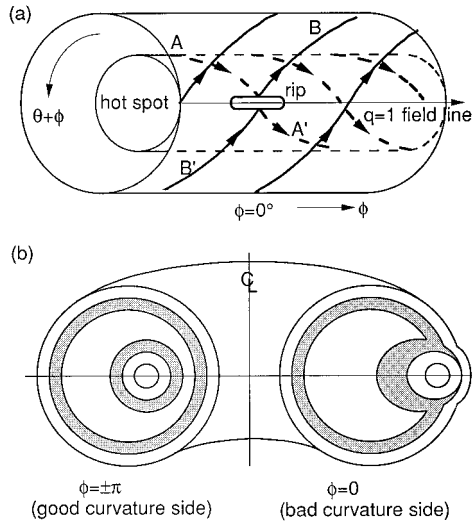 (a)
A
B
θ+ϕ
hot spot
rip
q=1 field line
A'
B'
ϕ=0°
ϕ
(b)
℄
ϕ=±π
(good curvature side)
ϕ=0
(bad curvature side)